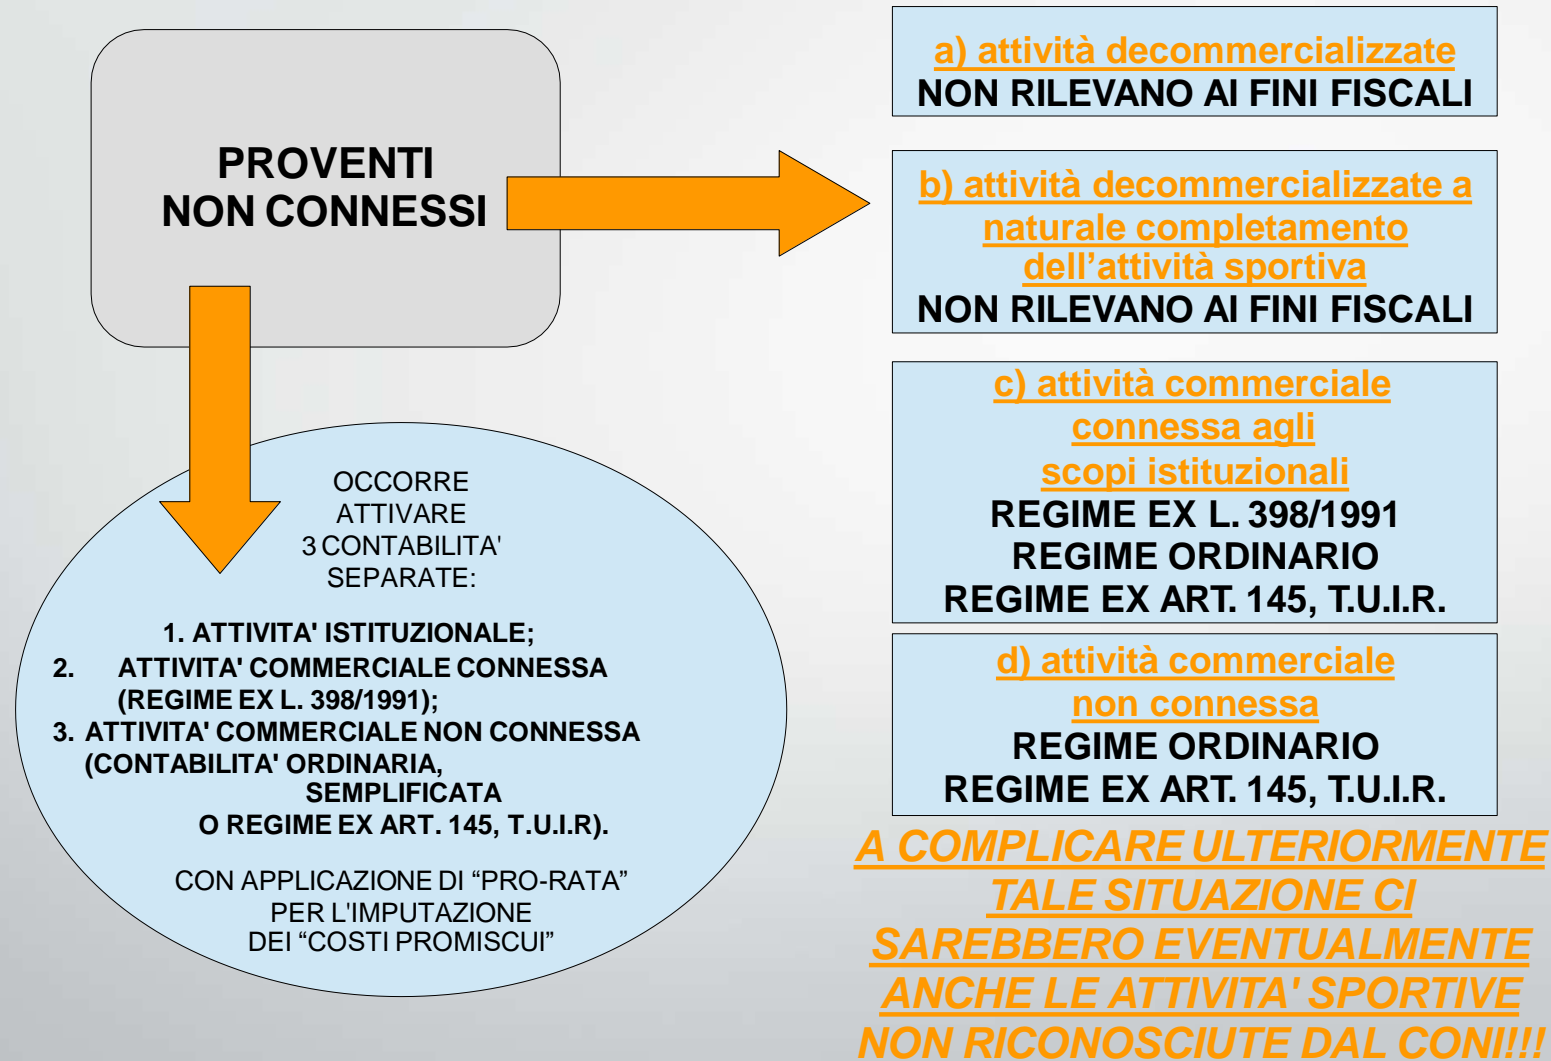 PROVENTI
NON CONNESSI
OCCORRE
ATTIVARE
3 CONTABILITA'
SEPARATE:
1. ATTIVITA' ISTITUZIONALE;
2. ATTIVITA' COMMERCIALE CONNESSA
(REGIME EX L. 398/1991);
3. ATTIVITA' COMMERCIALE NON CONNESSA
(CONTABILITA' ORDINARIA,
SEMPLIFICATA
O REGIME EX ART. 145, T.U.I.R).
CON APPLICAZIONE DI “PRO-RATA”
PER L'IMPUTAZIONE
DEI “COSTI PROMISCUI”
a) attività decommercializzate
NON RILEVANO AI FINI FISCALI
b) attività decommercializzate a
naturale completamento
dell’attività sportiva
NON RILEVANO AI FINI FISCALI
c) attività commerciale
connessa agli
scopi istituzionali
REGIME EX L. 398/1991
REGIME ORDINARIO
REGIME EX ART. 145, T.U.I.R.
d) attività commerciale
non connessa
REGIME ORDINARIO
REGIME EX ART. 145, T.U.I.R.
A COMPLICARE ULTERIORMENTE
TALE SITUAZIONE CI
SAREBBERO EVENTUALMENTE
ANCHE LE ATTIVITA' SPORTIVE
NON RICONOSCIUTE DAL CONI!!!